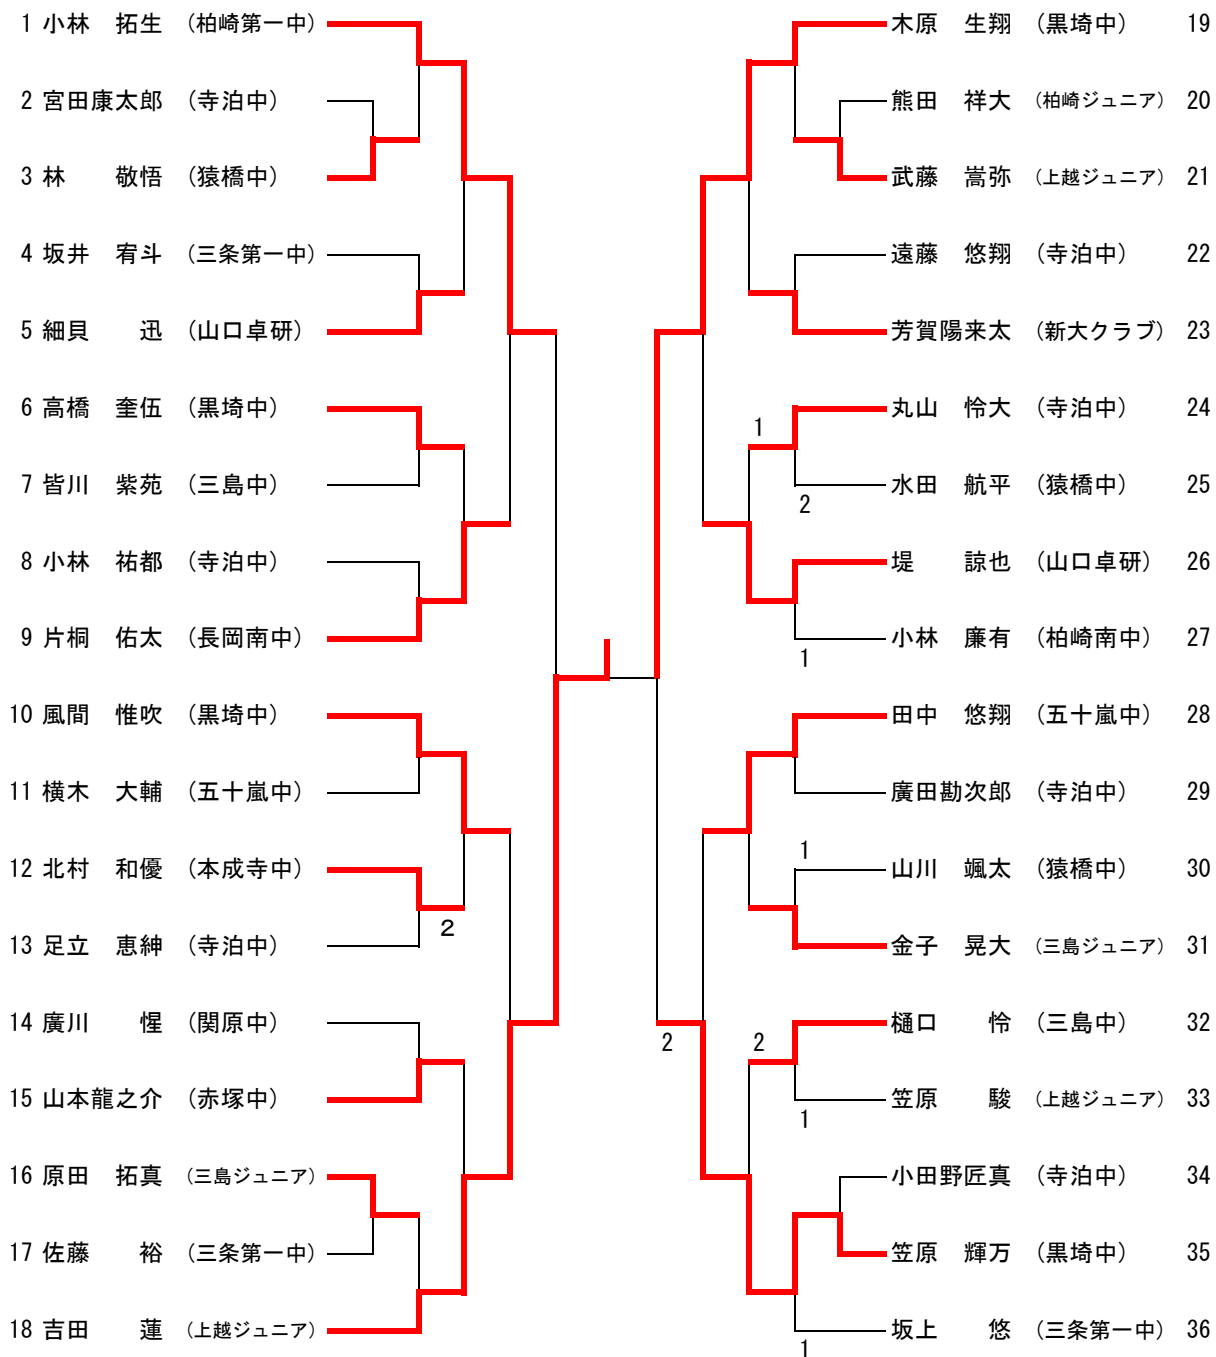 1 小林　拓生 （柏崎第一中）
2 宮田康太郎 （寺泊中）
3 林　　敬悟 （猿橋中）
4 坂井　宥斗 （三条第一中）
5 細貝　　迅 （山口卓研）
6 高橋　奎伍 （黒埼中）
7 皆川　紫苑 （三島中）
8 小林　祐都 （寺泊中）
9 片桐　佑太 （長岡南中）
10 風間　惟吹 （黒埼中）
11 横木　大輔 （五十嵐中）
12 北村　和優 （本成寺中）
2
13 足立　恵紳 （寺泊中）
14 廣川　　惺 （関原中）
15 山本龍之介 （赤塚中）
16 原田　拓真 （三島ジュニア）
17 佐藤　　裕 （三条第一中）
18 吉田　　蓮 （上越ジュニア）
木原　生翔 （黒埼中） 19
熊田　祥大 （柏崎ジュニア） 20
武藤　嵩弥 （上越ジュニア） 21
遠藤　悠翔 （寺泊中） 22
芳賀陽来太 （新大クラブ） 23
丸山　怜大 （寺泊中） 24
1
水田　航平 （猿橋中） 25
2
堤　　諒也 （山口卓研） 26
小林　廉有 （柏崎南中） 27
1
田中　悠翔 （五十嵐中） 28
廣田勘次郎 （寺泊中） 29
1
山川　颯太 （猿橋中） 30
金子　晃大 （三島ジュニア） 31
樋口　　怜 （三島中） 32
2
2
笠原　　駿 （上越ジュニア） 33
1
小田野匠真 （寺泊中） 34
笠原　輝万 （黒埼中） 35
坂上　　悠 （三条第一中） 36
1